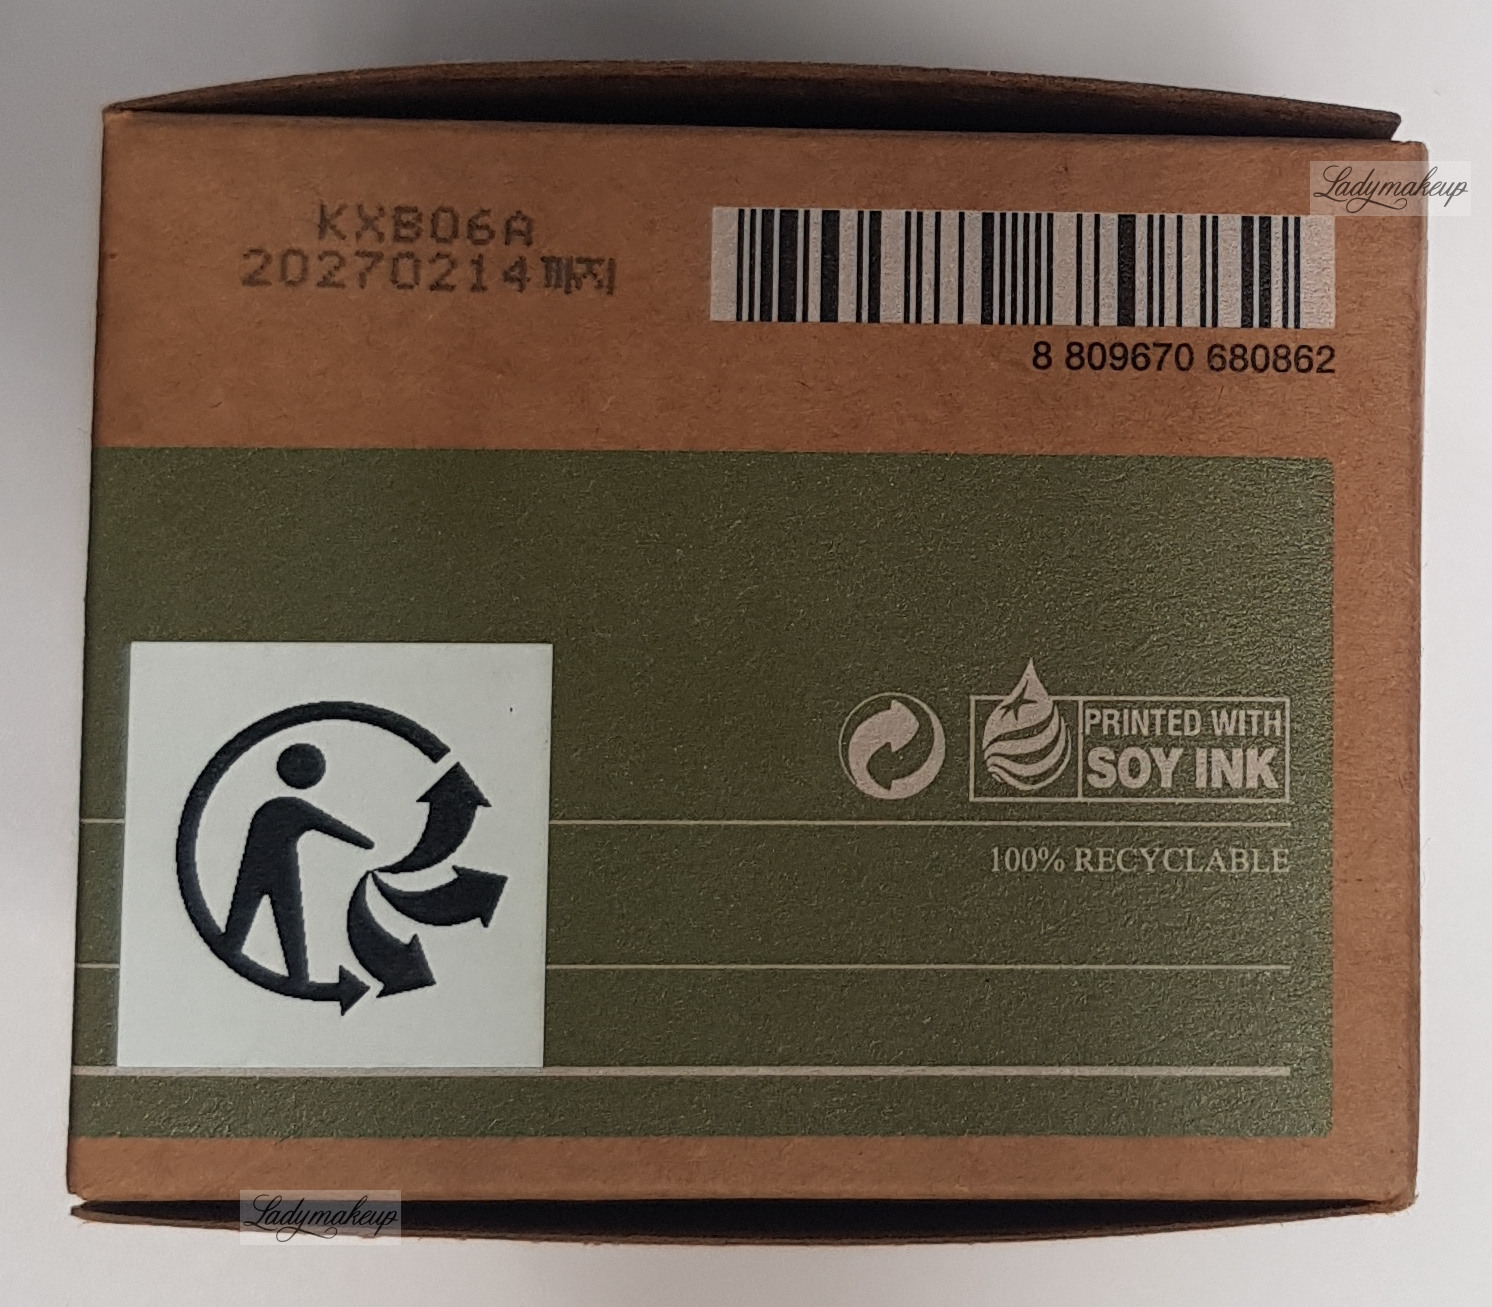 Ladymakeup
KXB06A
20270214까지
8 809670 680862
PRINTED WITH
SOY INK
100% RECYCLABLE
Ladymakeup